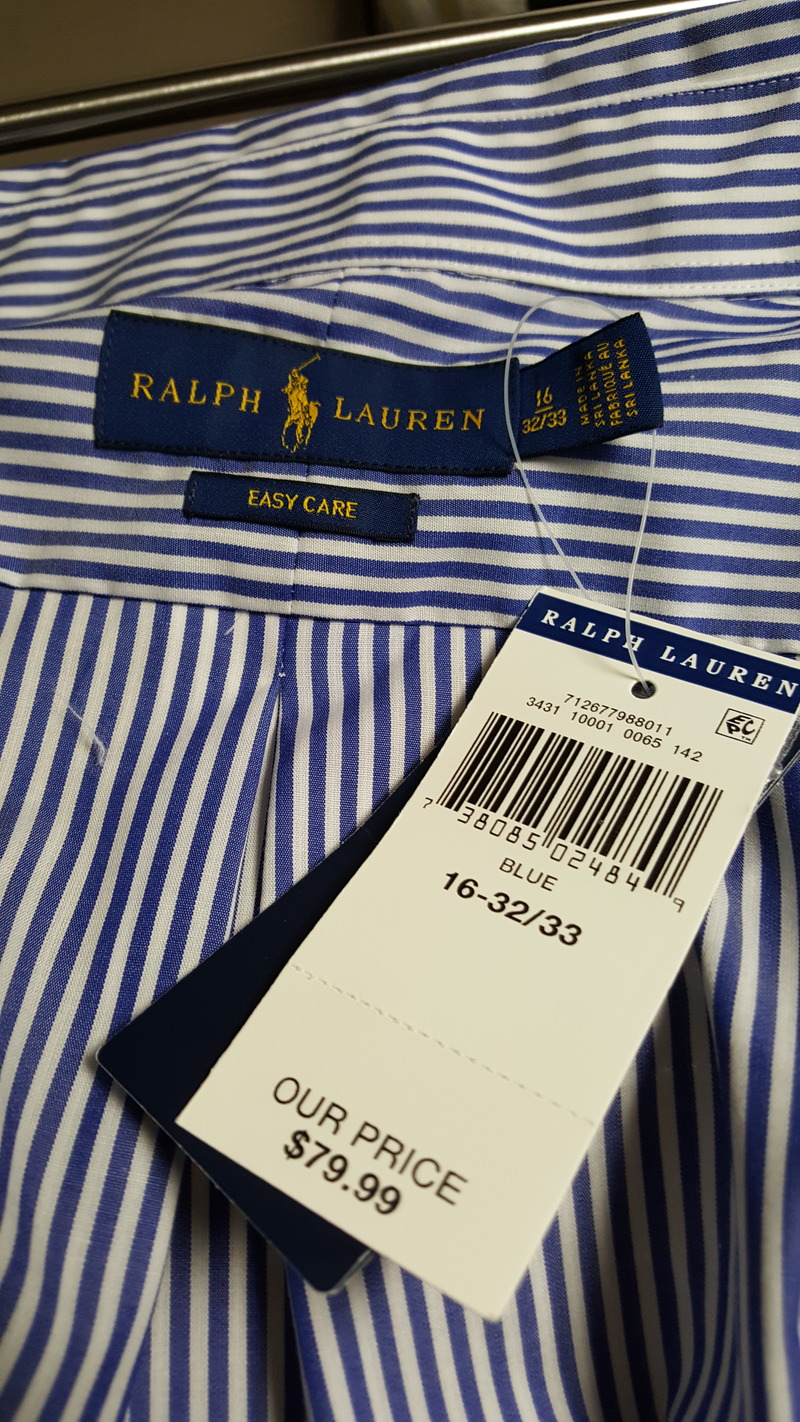 RALPH LAUREN
16
32/33
MADE IN
SRI LANKA
FABRIQUÉ AU
SRI LANKA
EASY CARE
RALPH LAUREN
712677988011
3431 10001 0065 142
7 38085 02484 9
BLUE
16-32/33
OUR PRICE
$79.99